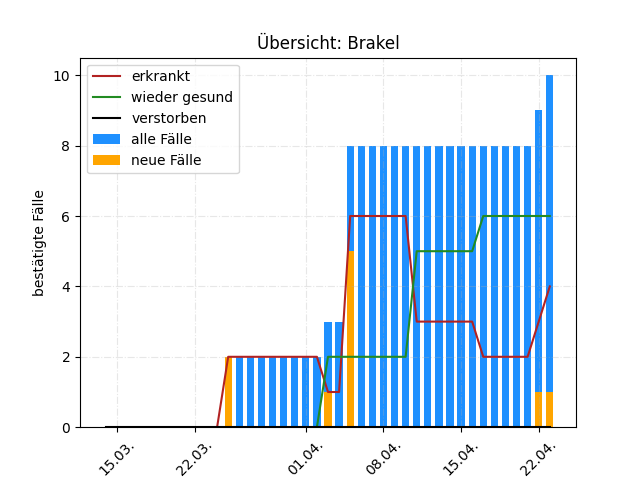 Übersicht: Brakel
erkrankt
wieder gesund
verstorben
alle Fälle
neue Fälle
bestätigte Fälle
10
8
6
4
2
0
15.03.
22.03.
01.04.
08.04.
15.04.
22.04.